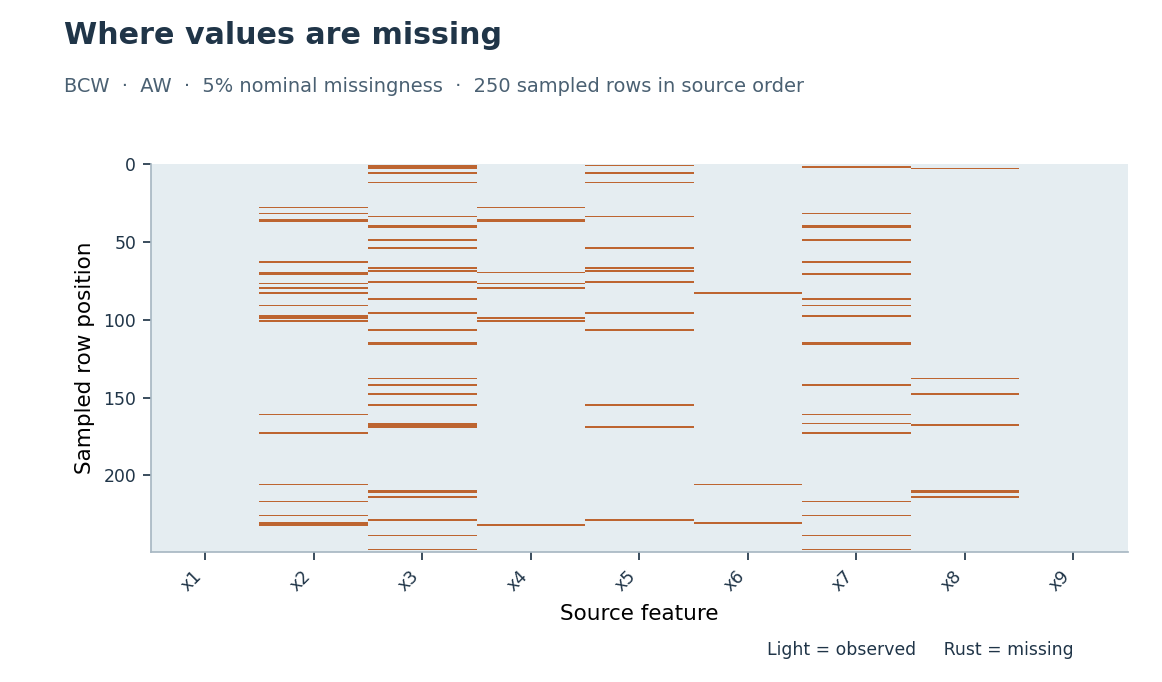 Where values are missing
BCW · AW · 5% nominal missingness · 250 sampled rows in source order
0
50
100
150
200
Sampled row position
x1 x2 x3 x4 x5 x6 x7 x8 x9
Source feature
Light = observed Rust = missing